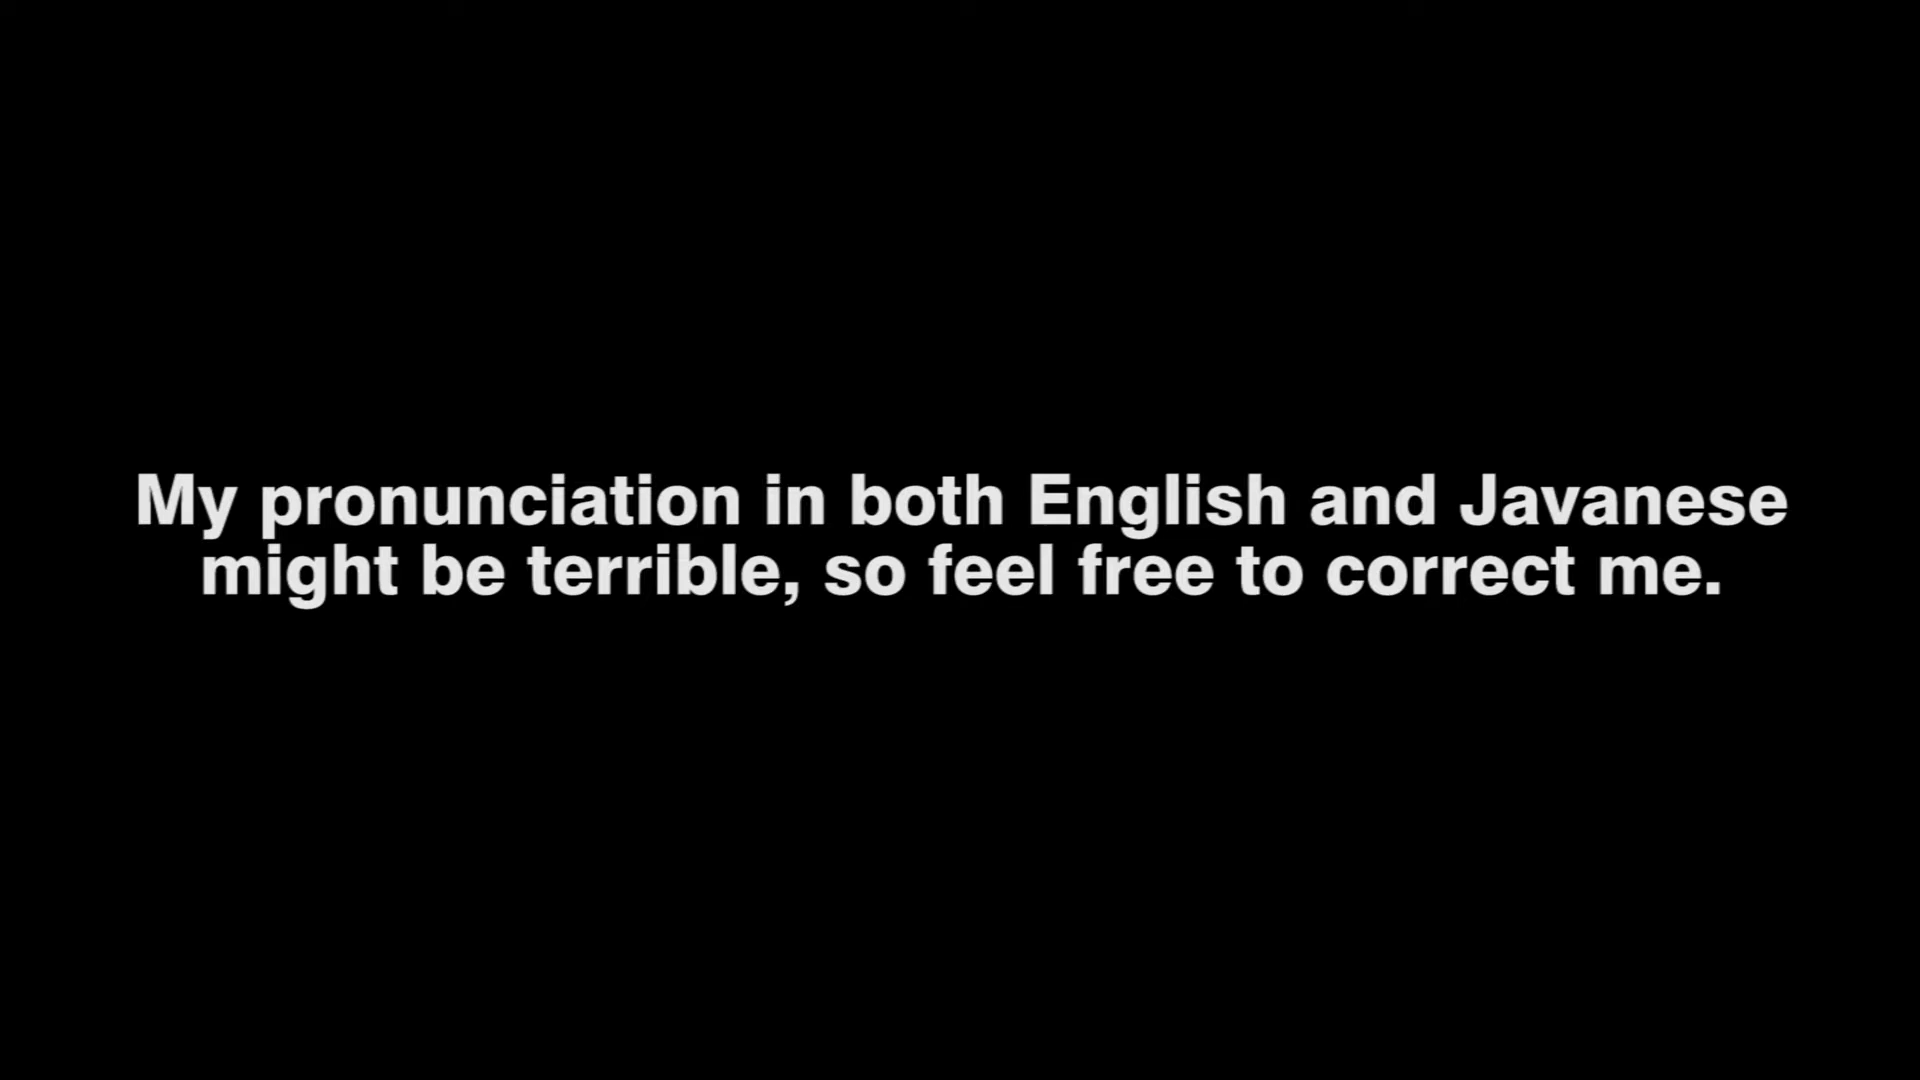 My pronunciation in both English and Javanese
might be terrible, so feel free to correct me.